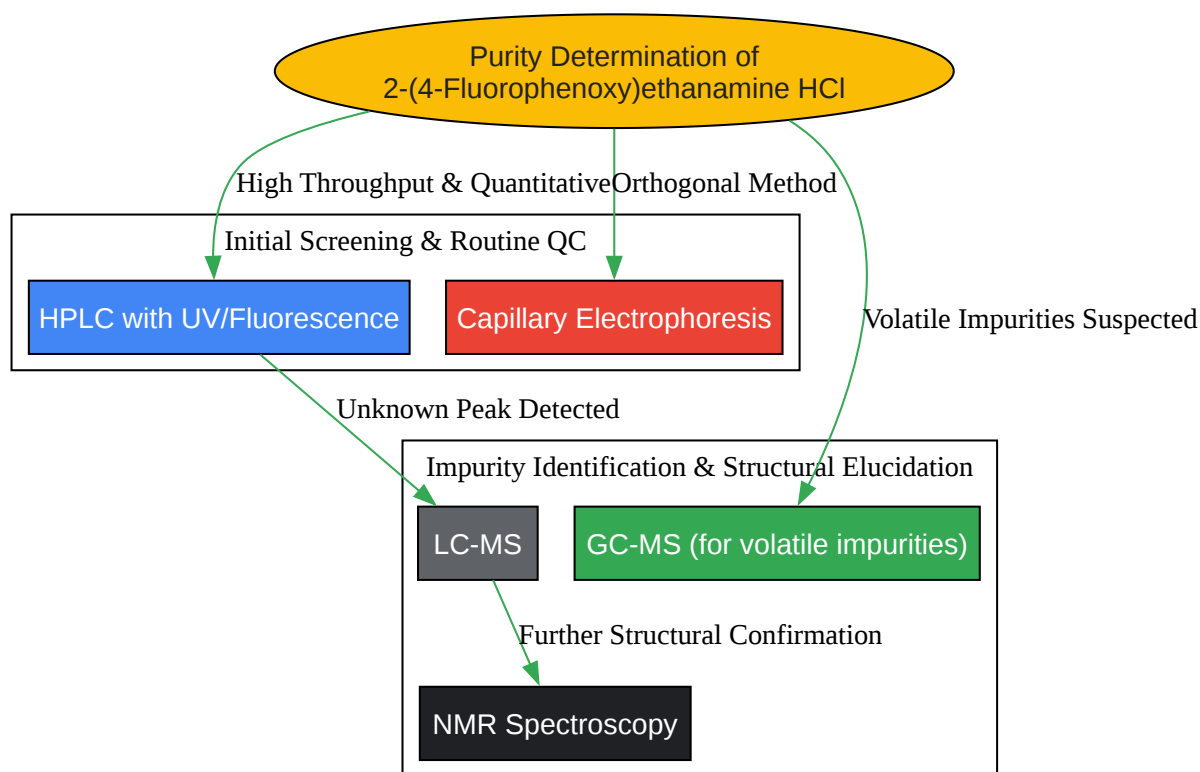 Purity Determination of
2-(4-Fluorophenoxy)ethanamine HCl
High Throughput & Quantitative
Orthogonal Method
Initial Screening & Routine QC
HPLC with UV/Fluorescence
Capillary Electrophoresis
Volatile Impurities Suspected
Unknown Peak Detected
Impurity Identification & Structural Elucidation
LC-MS
GC-MS (for volatile impurities)
Further Structural Confirmation
NMR Spectroscopy